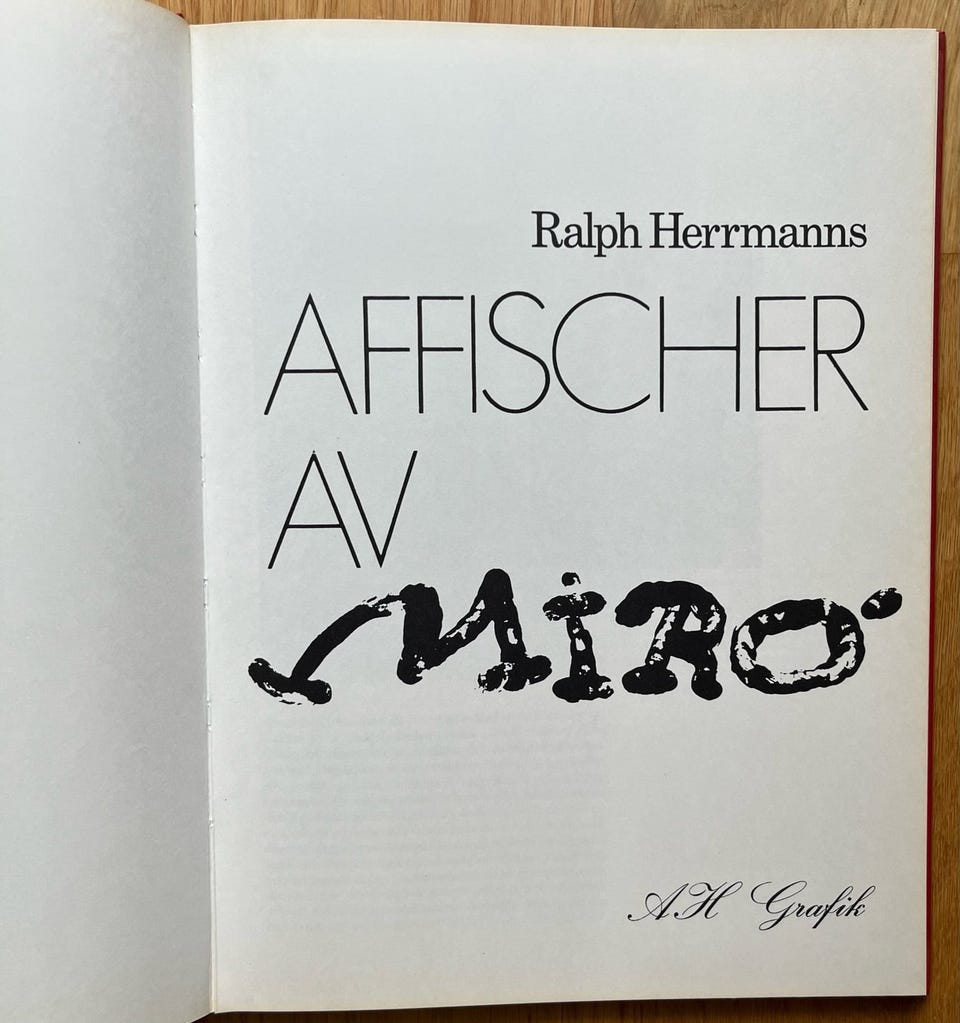 Ralph Herrmanns
AFFISCHER
AV
MIRÓ
AH Grafik